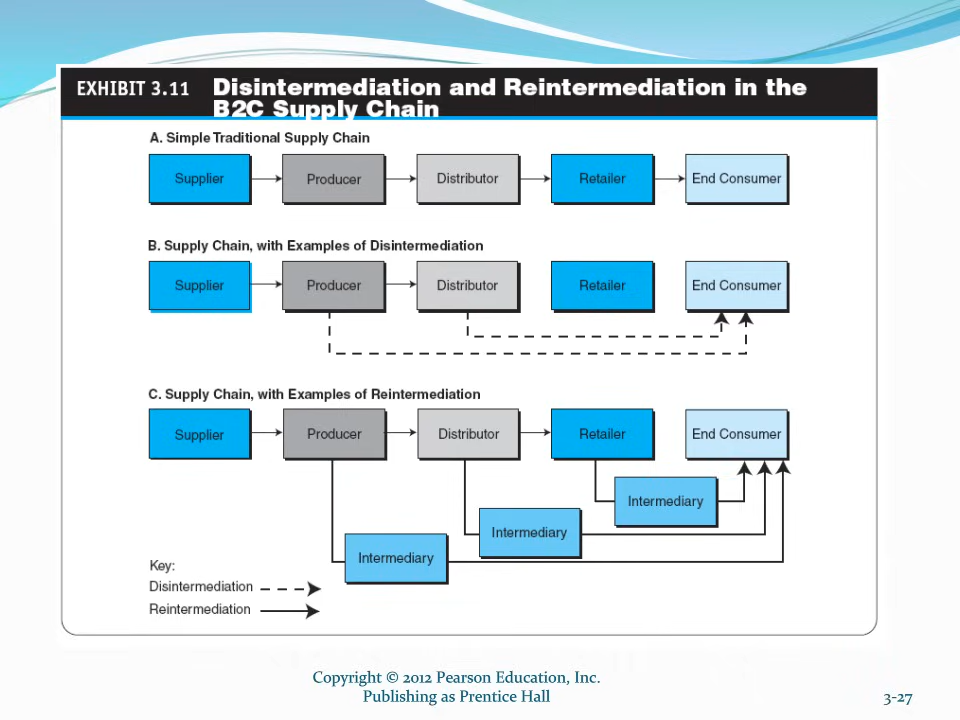 EXHIBIT 3.11 Disintermediation and Reintermediation in the
B2C Supply Chain
A. Simple Traditional Supply Chain
Supplier Producer Distributor Retailer End Consumer
B. Supply Chain, with Examples of Disintermediation
Supplier Producer Distributor Retailer End Consumer
C. Supply Chain, with Examples of Reintermediation
Supplier Producer Distributor Retailer End Consumer
Intermediary
Intermediary
Intermediary
Key:
Disintermediation
Reintermediation
Copyright © 2012 Pearson Education, Inc.
Publishing as Prentice Hall
3-27